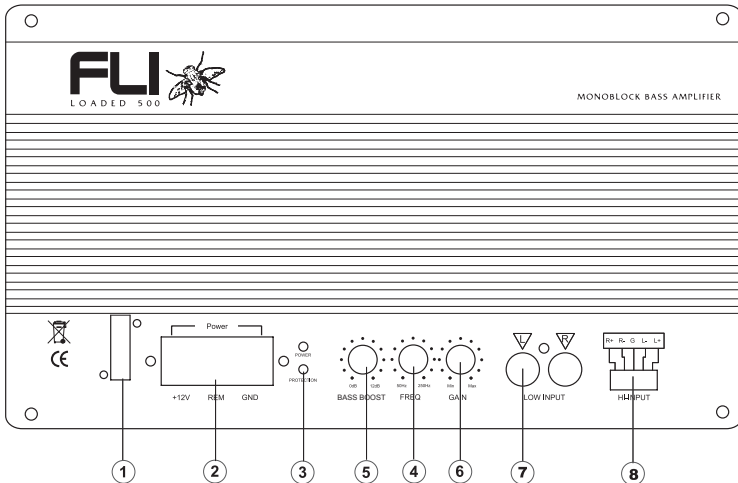 FLI
LOADED 500
MONOBLOCK BASS AMPLIFIER
Power
+12V REM GND
POWER
PROTECTION
0dB 12dB
BASS BOOST
50Hz 250Hz
FREQ
Min Max
GAIN
L R
LOW INPUT
R+ R- G L- L+
HI-INPUT
CE
1 2 3 5 4 6 7 8